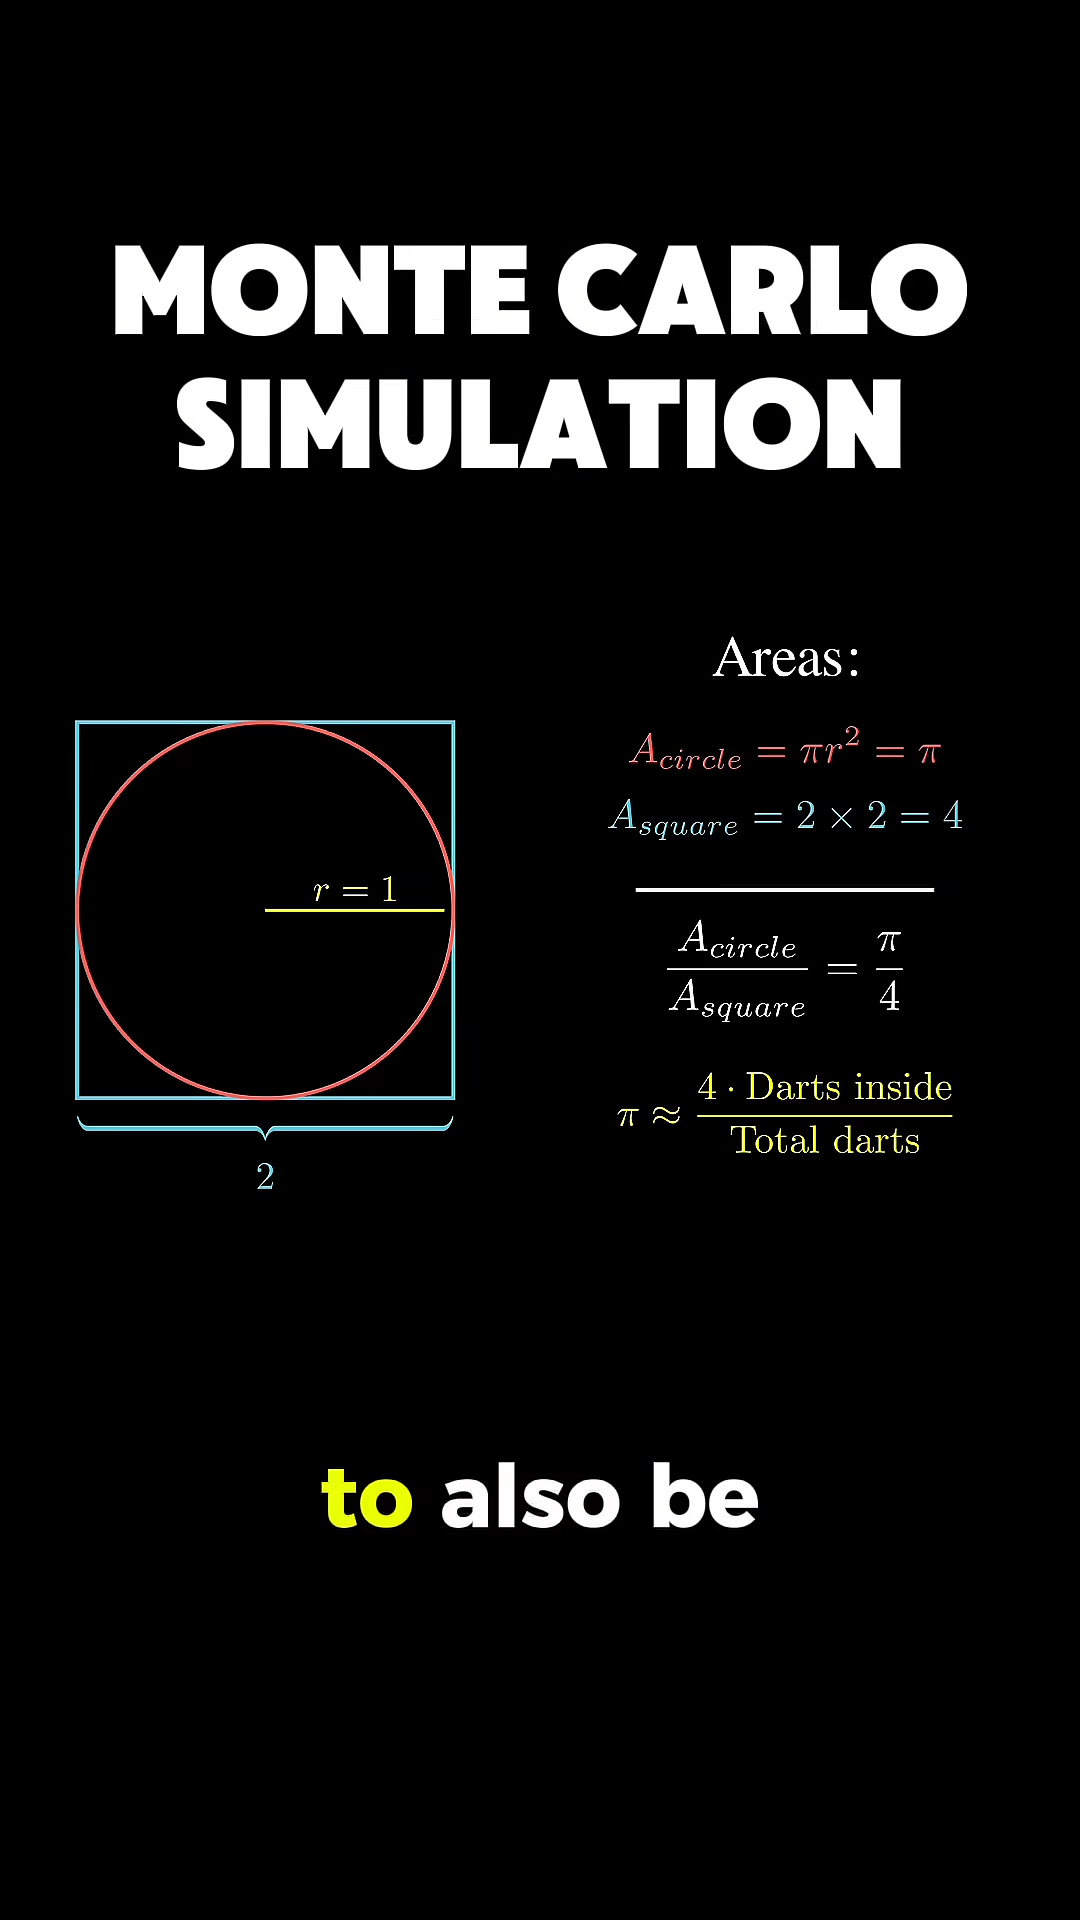 MONTE CARLO
SIMULATION
Areas:
A_circle = πr² = π
A_square = 2 × 2 = 4
r = 1
A_circle / A_square = π / 4
π ≈ 4 · Darts inside / Total darts
2
to also be